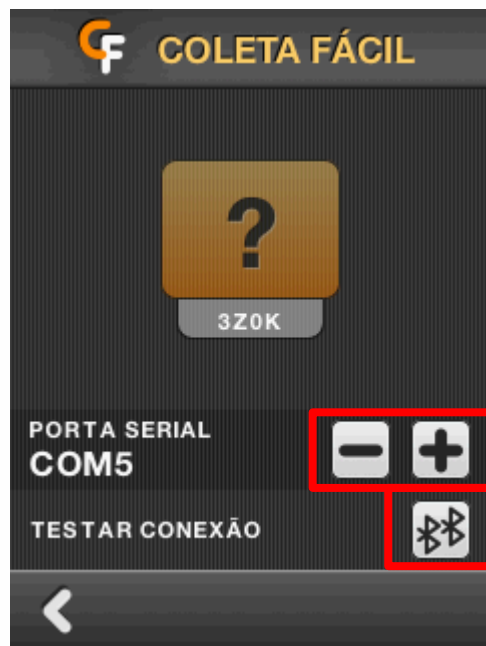 CF COLETA FÁCIL
?
3Z0K
PORTA SERIAL
COM5
TESTAR CONEXÃO